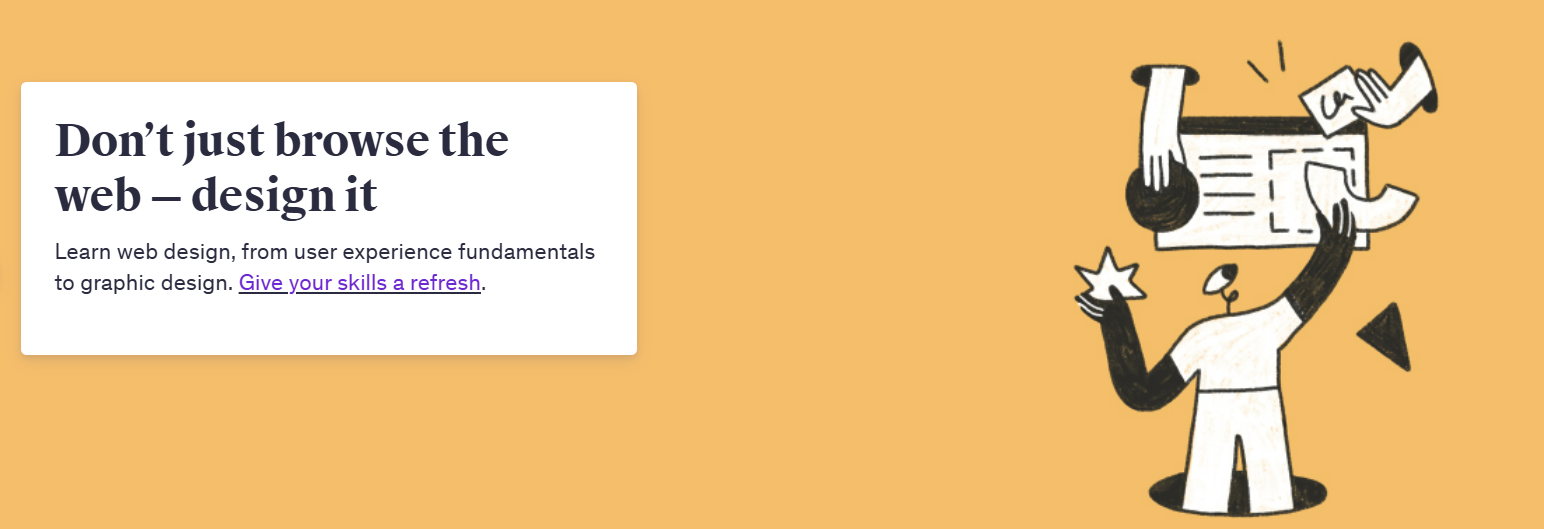 Don’t just browse the
web – design it
Learn web design, from user experience fundamentals
to graphic design. Give your skills a refresh.